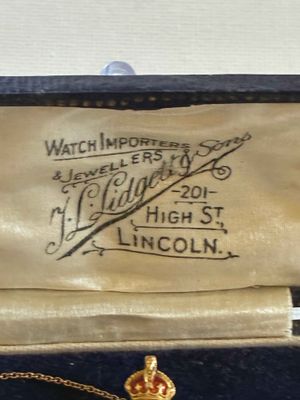 WATCH IMPORTERS
& JEWELLERS
J. L. Lidgett & Sons
-201-
HIGH ST,
LINCOLN.